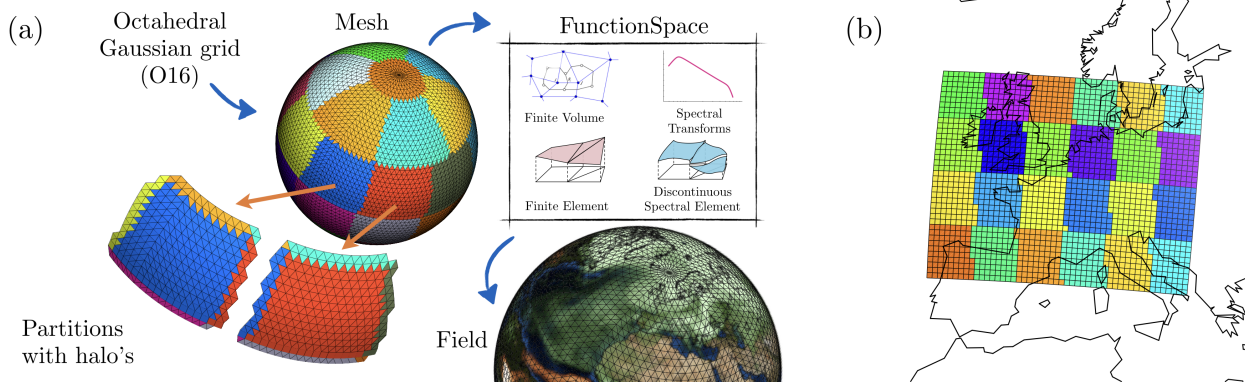 (a)
Octahedral
Gaussian grid
(O16)
Mesh
FunctionSpace
Finite Volume
Spectral
Transforms
Finite Element
Discontinuous
Spectral Element
Partitions
with halo's
Field
(b)